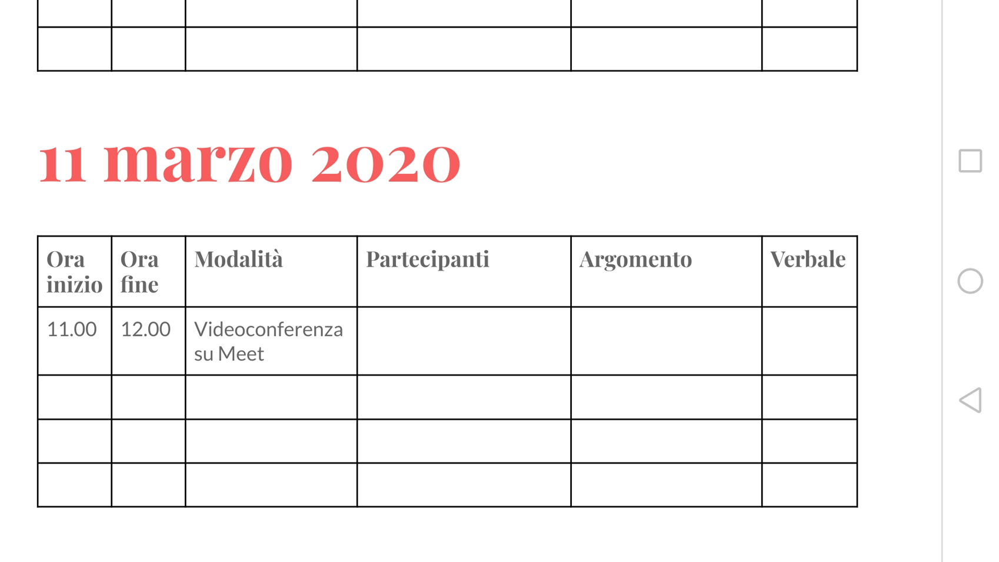 11 marzo 2020
Ora inizio Ora fine Modalità Partecipanti Argomento Verbale
11.00 12.00 Videoconferenza su Meet